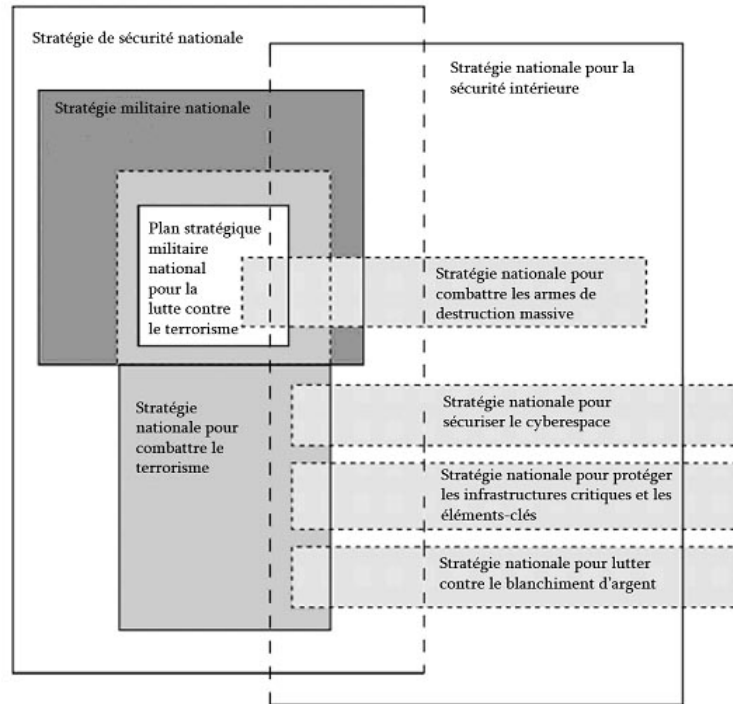 Stratégie de sécurité nationale
Stratégie nationale pour la
sécurité intérieure
Stratégie militaire nationale
Plan stratégique
militaire
national
pour la
lutte contre
le terrorisme
Stratégie nationale pour
combattre les armes de
destruction massive
Stratégie
nationale pour
combattre le
terrorisme
Stratégie nationale pour
sécuriser le cyberespace
Stratégie nationale pour protéger
les infrastructures critiques et les
éléments-clés
Stratégie nationale pour lutter
contre le blanchiment d'argent